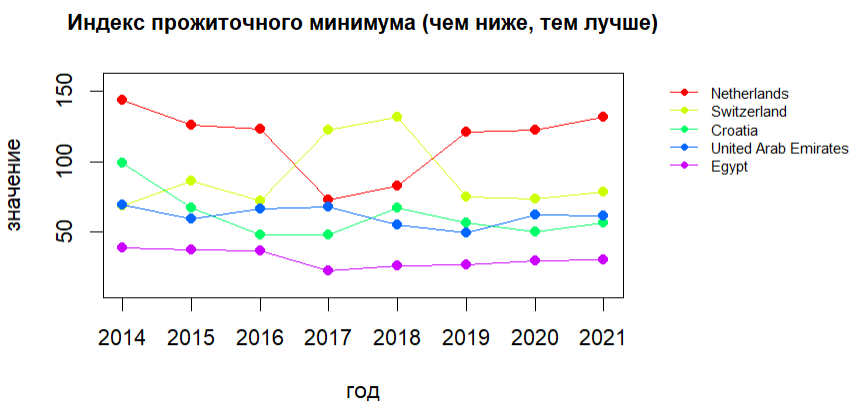 Индекс прожиточного минимума (чем ниже, тем лучше)
значение
150
100
50
2014 2015 2016 2017 2018 2019 2020 2021
год
Netherlands
Switzerland
Croatia
United Arab Emirates
Egypt